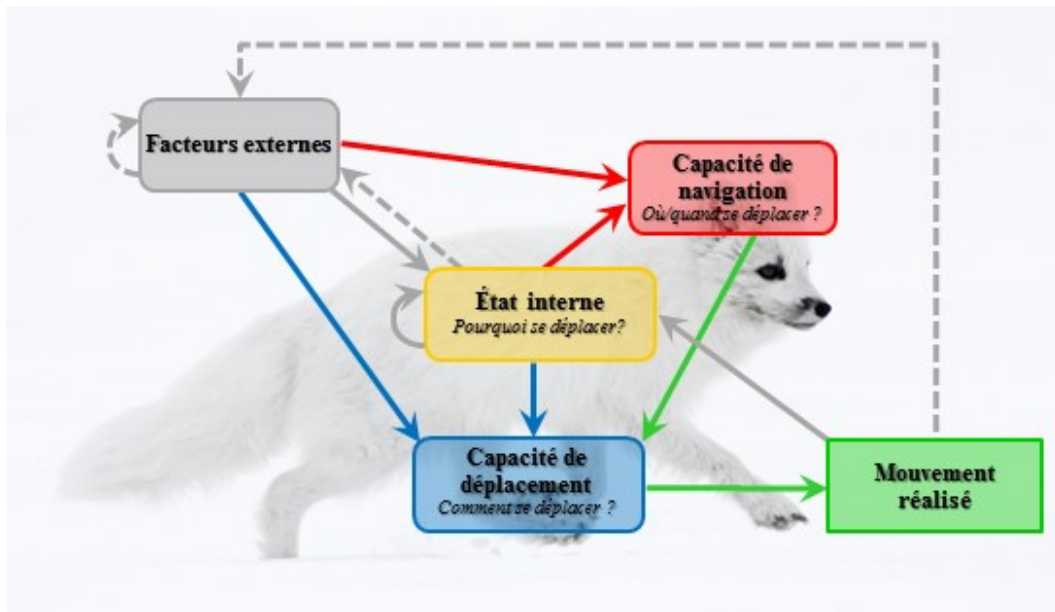 Facteurs externes
Capacité de
navigation
Où/quand se déplacer ?
État interne
Pourquoi se déplacer?
Capacité de
déplacement
Comment se déplacer ?
Mouvement
réalisé